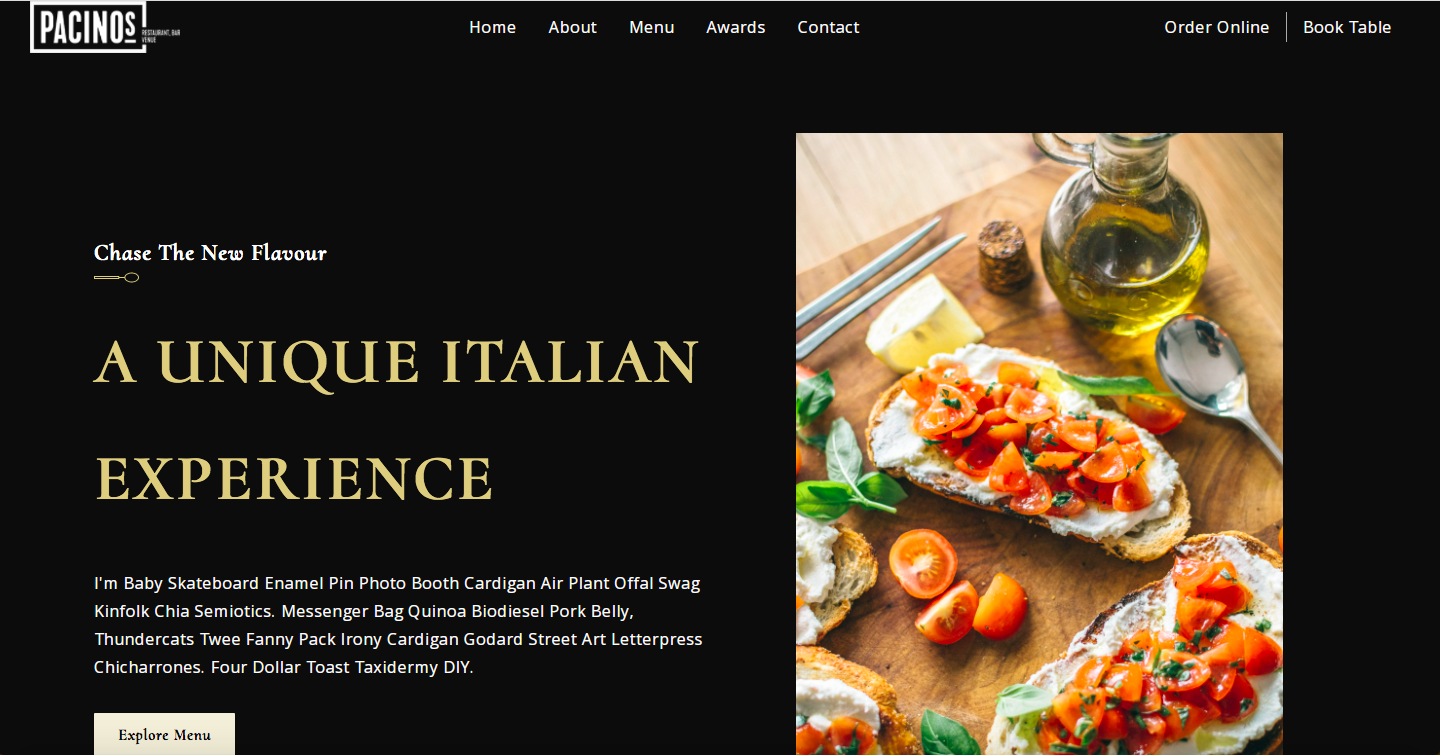 PACINOS
RESTAURANT, BAR
VENUE
Home About Menu Awards Contact
Order Online Book Table
Chase The New Flavour
A UNIQUE ITALIAN
EXPERIENCE
I'm Baby Skateboard Enamel Pin Photo Booth Cardigan Air Plant Offal Swag
Kinfolk Chia Semiotics. Messenger Bag Quinoa Biodiesel Pork Belly,
Thundercats Twee Fanny Pack Irony Cardigan Godard Street Art Letterpress
Chicharrones. Four Dollar Toast Taxidermy DIY.
Explore Menu